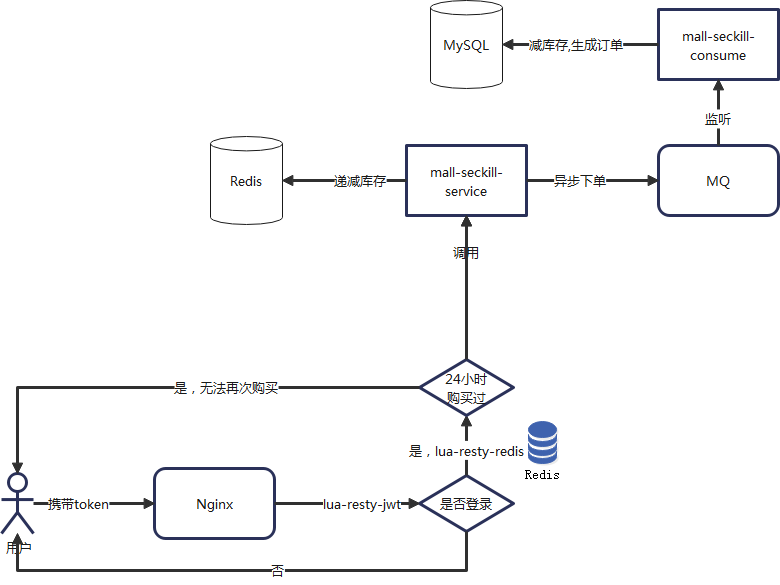 MySQL
减库存,生成订单
mall-seckill-
consume
监听
Redis
递减库存
mall-seckill-
service
异步下单
MQ
调用
24小时
购买过
是，无法再次购买
是，lua-resty-redis
Redis
用户
携带token
Nginx
lua-resty-jwt
是否登录
否